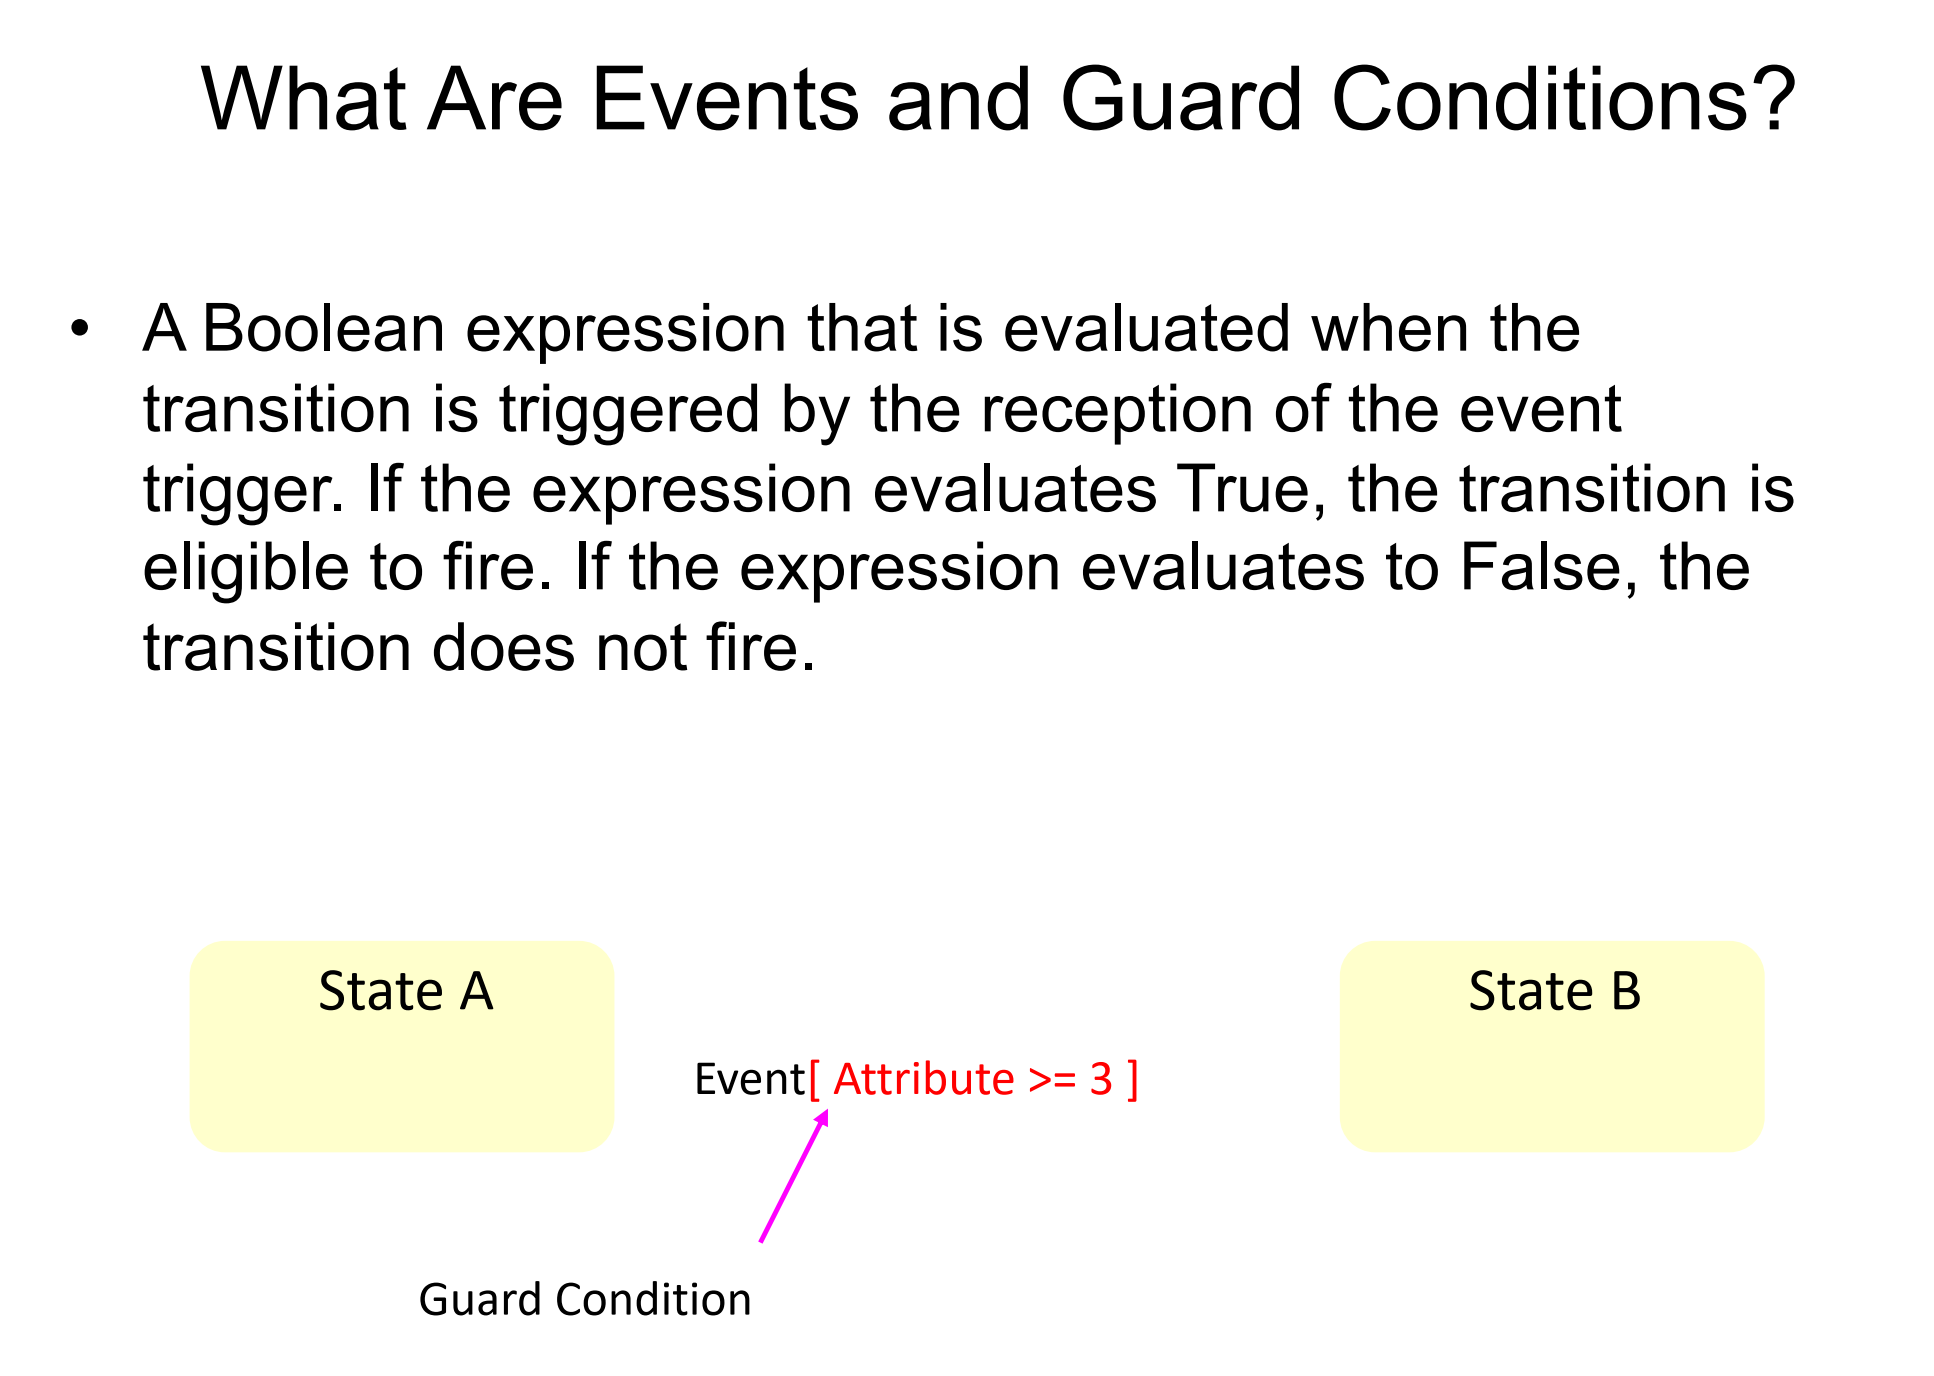 What Are Events and Guard Conditions?
• A Boolean expression that is evaluated when the
transition is triggered by the reception of the event
trigger. If the expression evaluates True, the transition is
eligible to fire. If the expression evaluates to False, the
transition does not fire.
State A
State B
Event[ Attribute >= 3 ]
Guard Condition